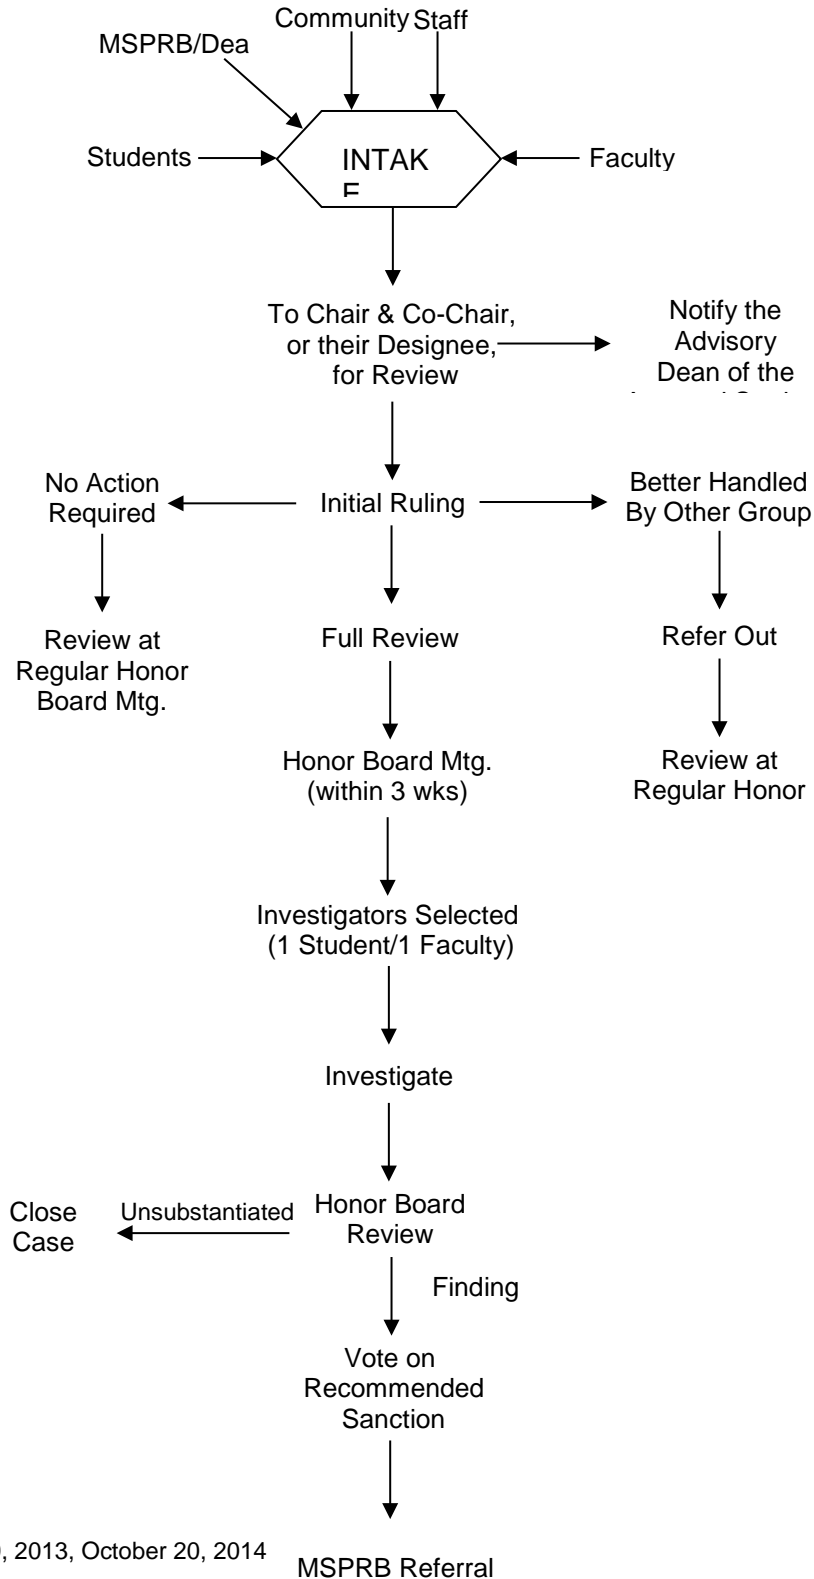 Community Staff
MSPRB/Dea
Students
INTAK
E
Faculty
To Chair & Co-Chair,
or their Designee,
for Review
Notify the
Advisory
Dean of the
No Action
Required
Initial Ruling
Better Handled
By Other Group
Review at
Regular Honor
Board Mtg.
Full Review
Refer Out
Honor Board Mtg.
(within 3 wks)
Review at
Regular Honor
Investigators Selected
(1 Student/1 Faculty)
Investigate
Close
Case
Unsubstantiated
Honor Board
Review
Finding
Vote on
Recommended
Sanction
, 2013, October 20, 2014
MSPRB Referral